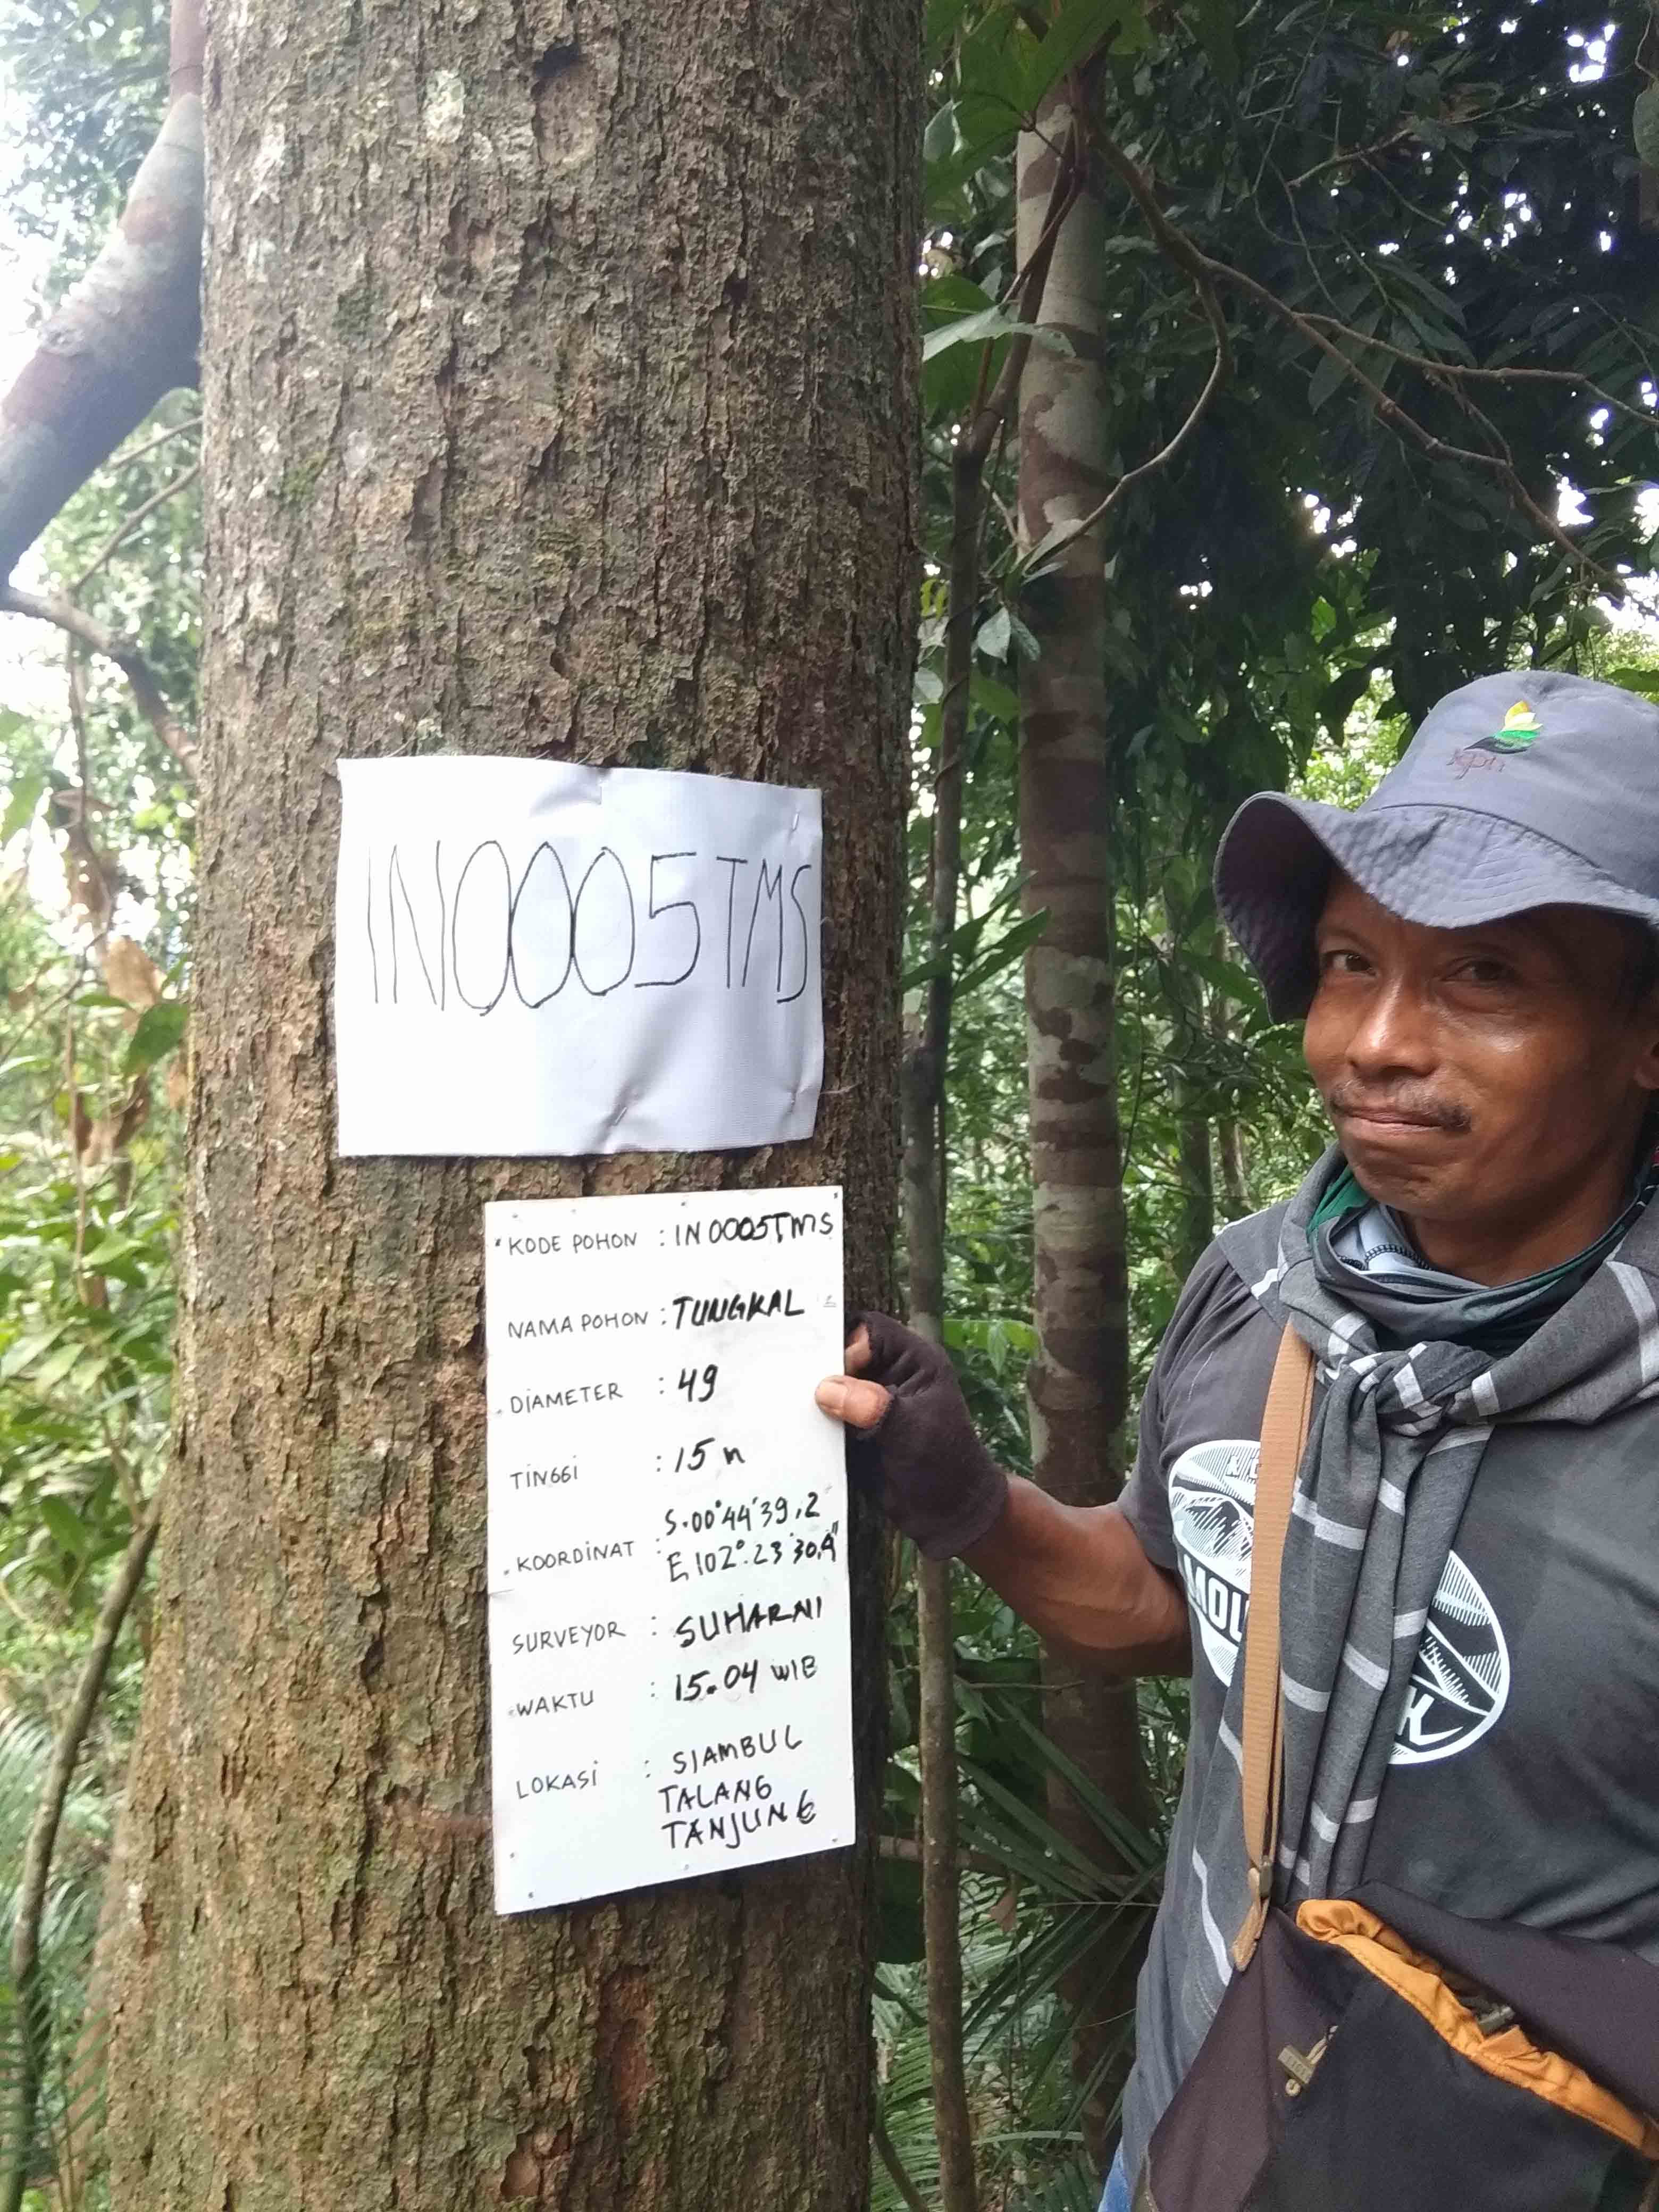 IN0005TMS
KODE POHON : IN0005TMS
NAMA POHON : TUNGKAL
DIAMETER : 49
TINGGI : 15 m
KOORDINAT : S.00°44'39,2
E,102°.23'30,9"
SURVEYOR : SUHARNI
WAKTU : 15.04 WIB
LOKASI : SIAMBUL
TALANG
TANJUNG